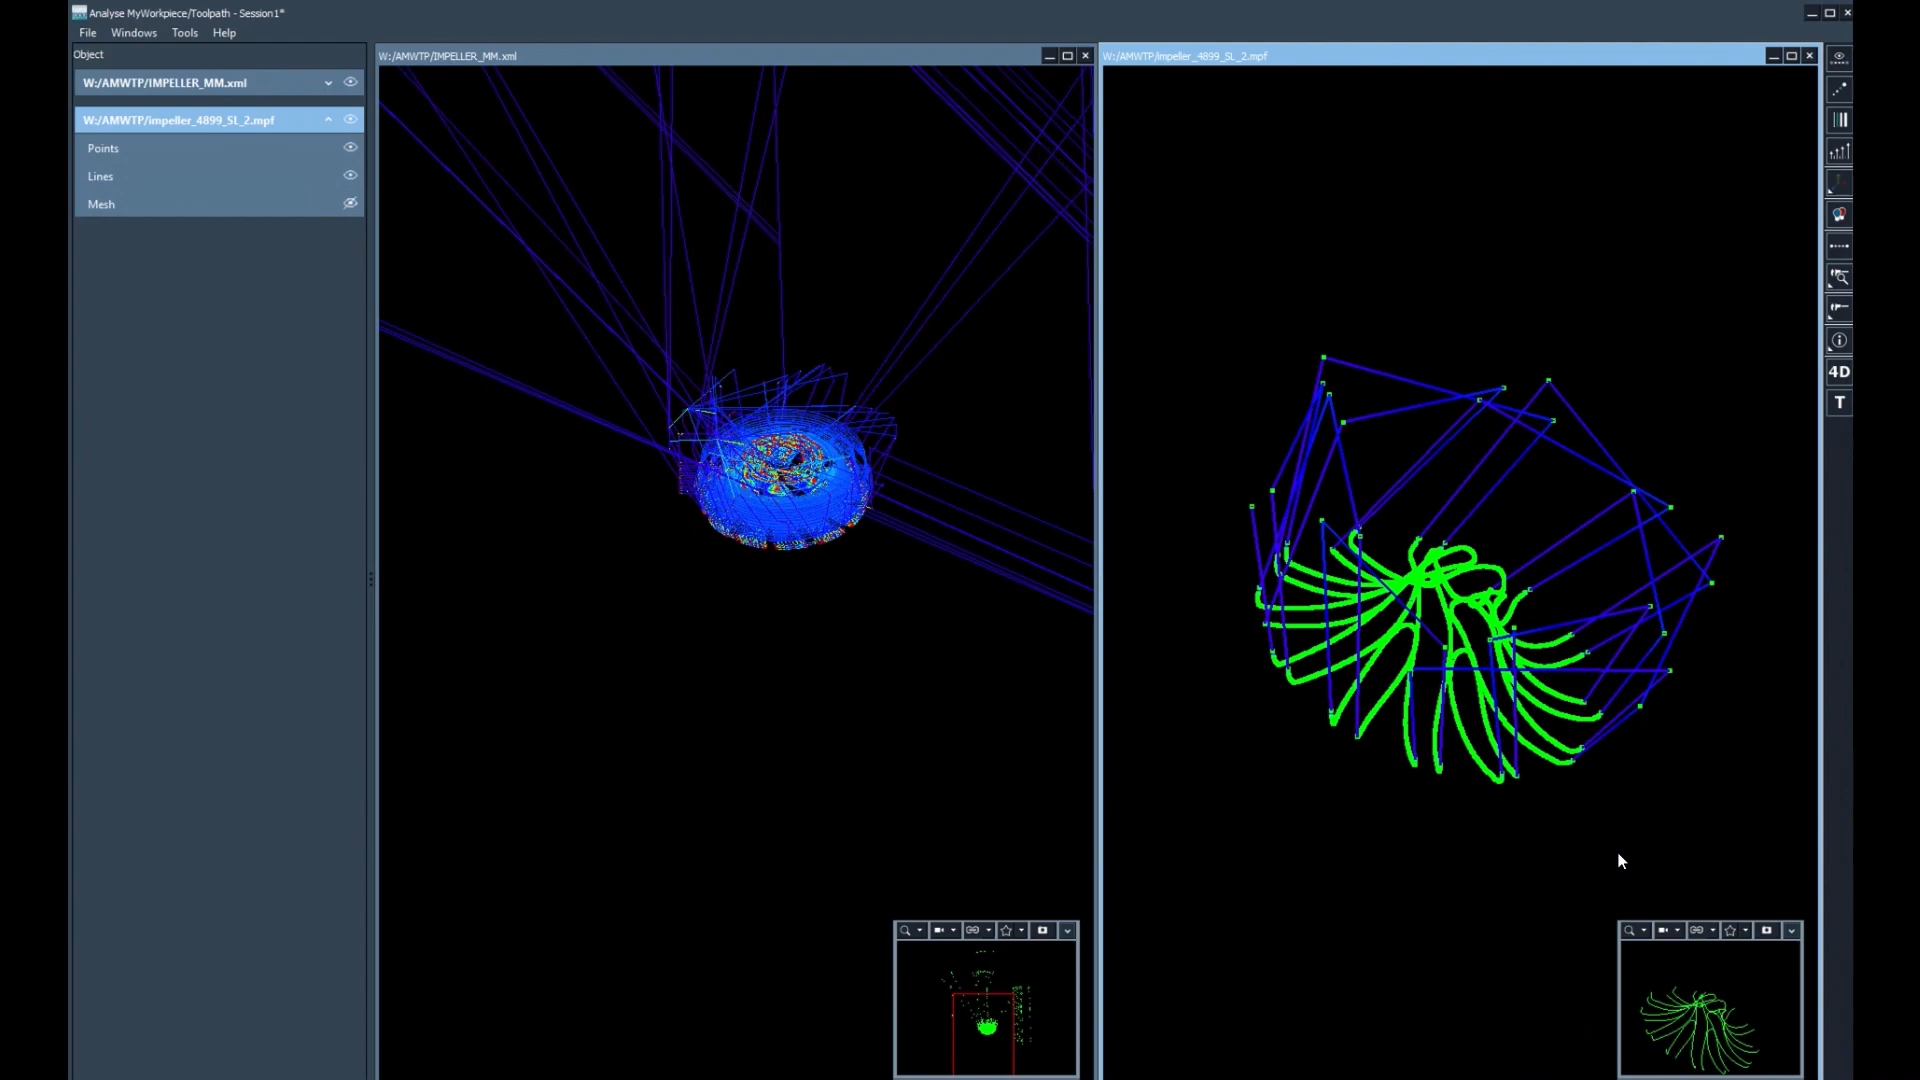 Analyse MyWorkpiece/Toolpath - Session1*
File Windows Tools Help
Object
W:/AMWTP/IMPELLER_MM.xml
W:/AMWTP/impeller_4899_SL_2.mpf
Points
Lines
Mesh
W:/AMWTP/IMPELLER_MM.xml
W:/AMWTP/impeller_4899_SL_2.mpf
4D
T